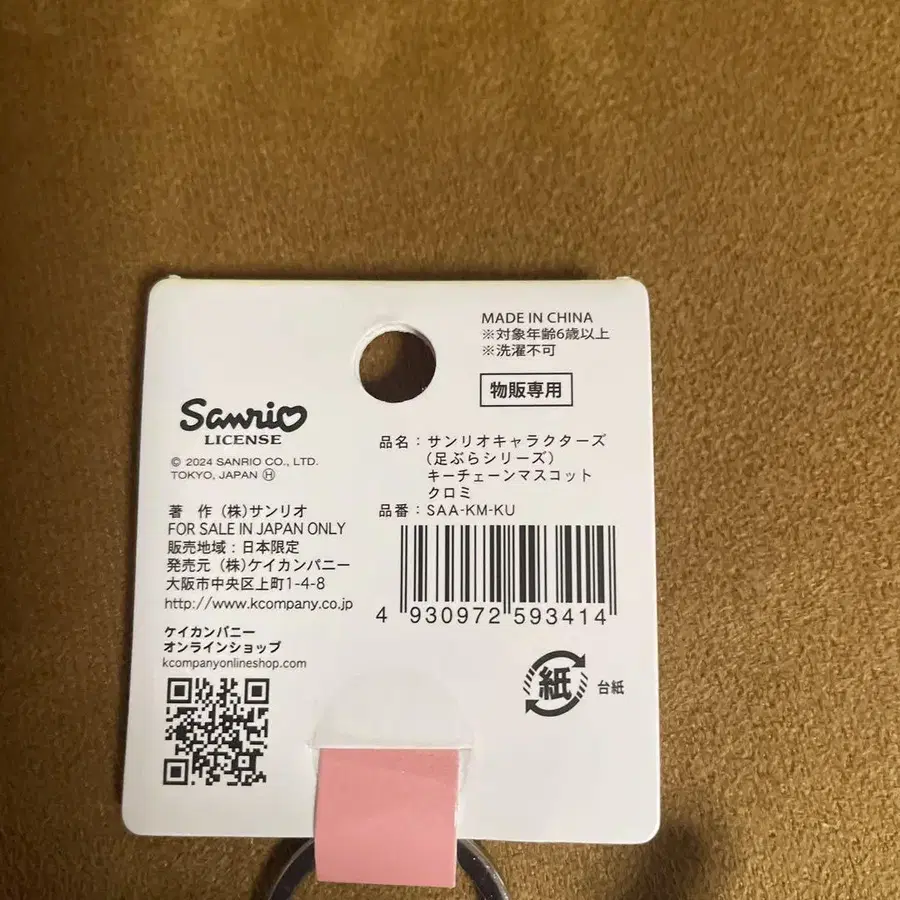 MADE IN CHINA
※対象年齢6歳以上
※洗濯不可
物販専用
Sanrio
LICENSE
© 2024 SANRIO CO., LTD.
TOKYO, JAPAN Ⓗ
著 作 (株)サンリオ
FOR SALE IN JAPAN ONLY
販売地域:日本限定
発売元 (株)ケイカンパニー
大阪市中央区上町1-4-8
http://www.kcompany.co.jp
ケイカンパニー
オンラインショップ
kcompanyonlineshop.com
品名:サンリオキャラクターズ
(足ぶらシリーズ)
キーチェーンマスコット
クロミ
品番:SAA-KM-KU
4 930972 593414
紙 台紙